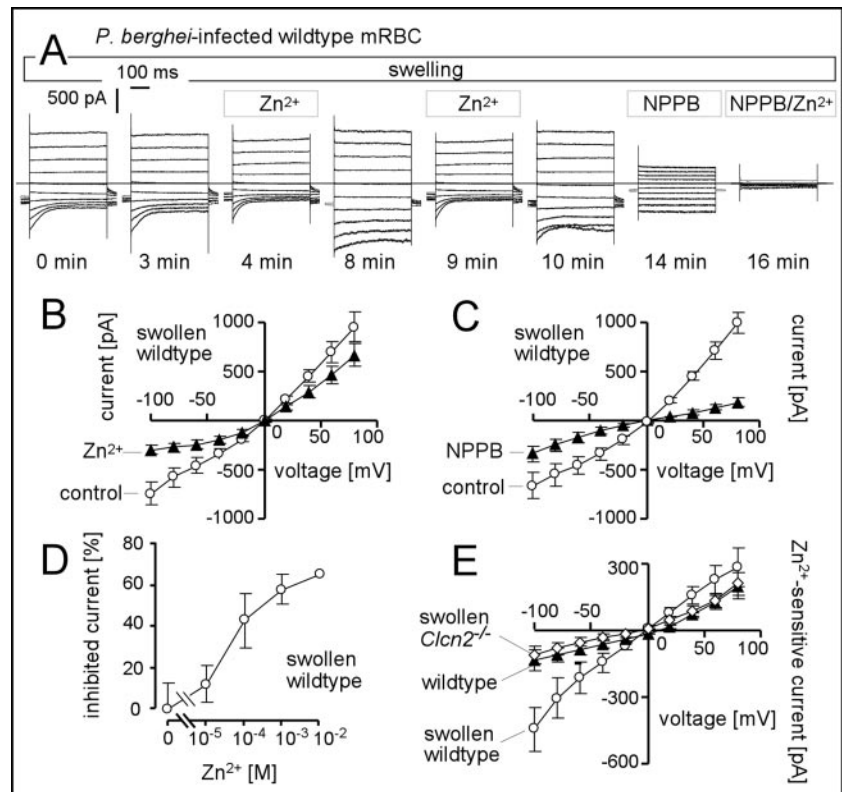 A
P. berghei-infected wildtype mRBC
swelling
100 ms
500 pA
Zn²⁺
Zn²⁺
NPPB
NPPB/Zn²⁺
0 min
3 min
4 min
8 min
9 min
10 min
14 min
16 min
B
swollen
wildtype
current [pA]
1000
500
-100
-50
0
50
100
Zn²⁺
control
voltage [mV]
-500
-1000
C
swollen
wildtype
current [pA]
1000
500
-100
-50
0
50
100
NPPB
control
voltage [mV]
-500
-1000
D
inhibited current [%]
80
60
40
20
0
swollen
wildtype
0
10⁻⁵
10⁻⁴
10⁻³
10⁻²
Zn²⁺ [M]
E
Zn²⁺-sensitive current [pA]
300
-100
-50
0
50
100
swollen
Clcn2⁻/⁻
wildtype
swollen
wildtype
voltage [mV]
-300
-600